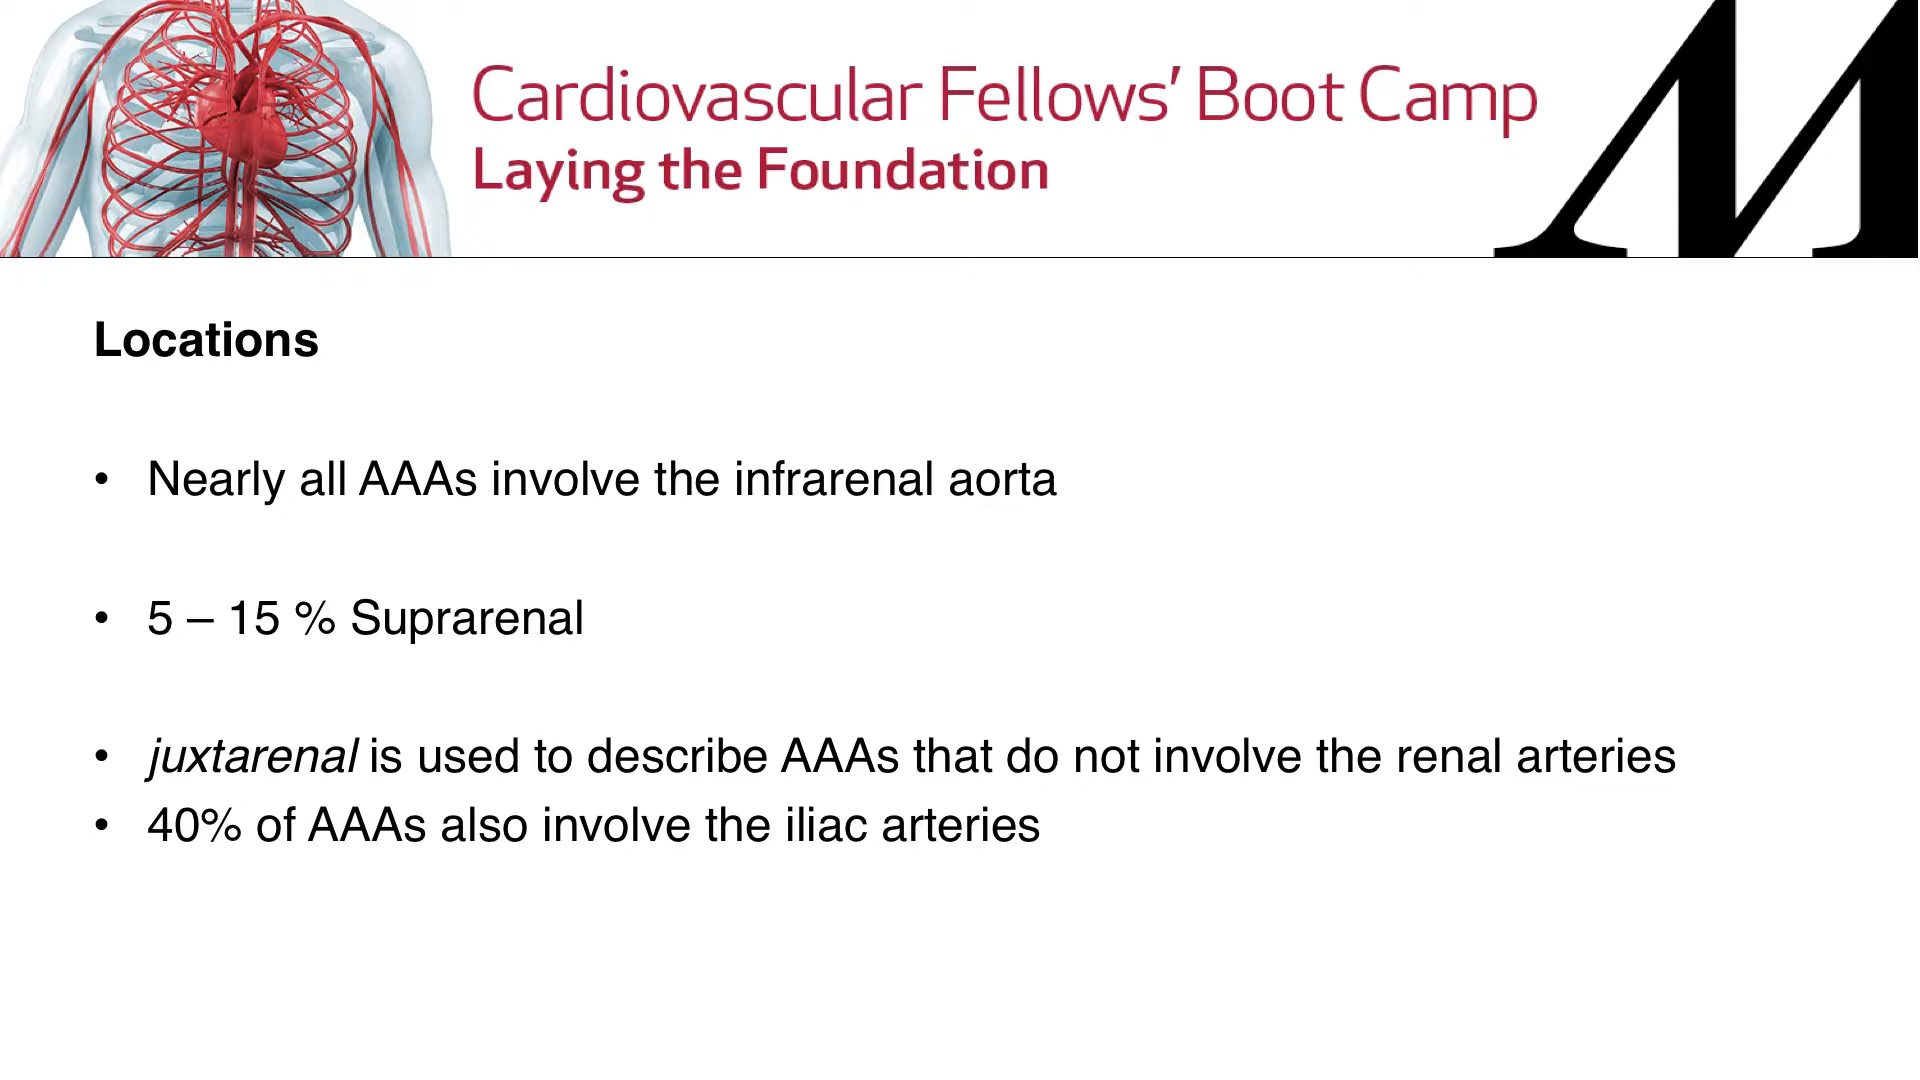 Cardiovascular Fellows’ Boot Camp
Laying the Foundation
M
Locations
• Nearly all AAAs involve the infrarenal aorta
• 5 – 15 % Suprarenal
• juxtarenal is used to describe AAAs that do not involve the renal arteries
• 40% of AAAs also involve the iliac arteries